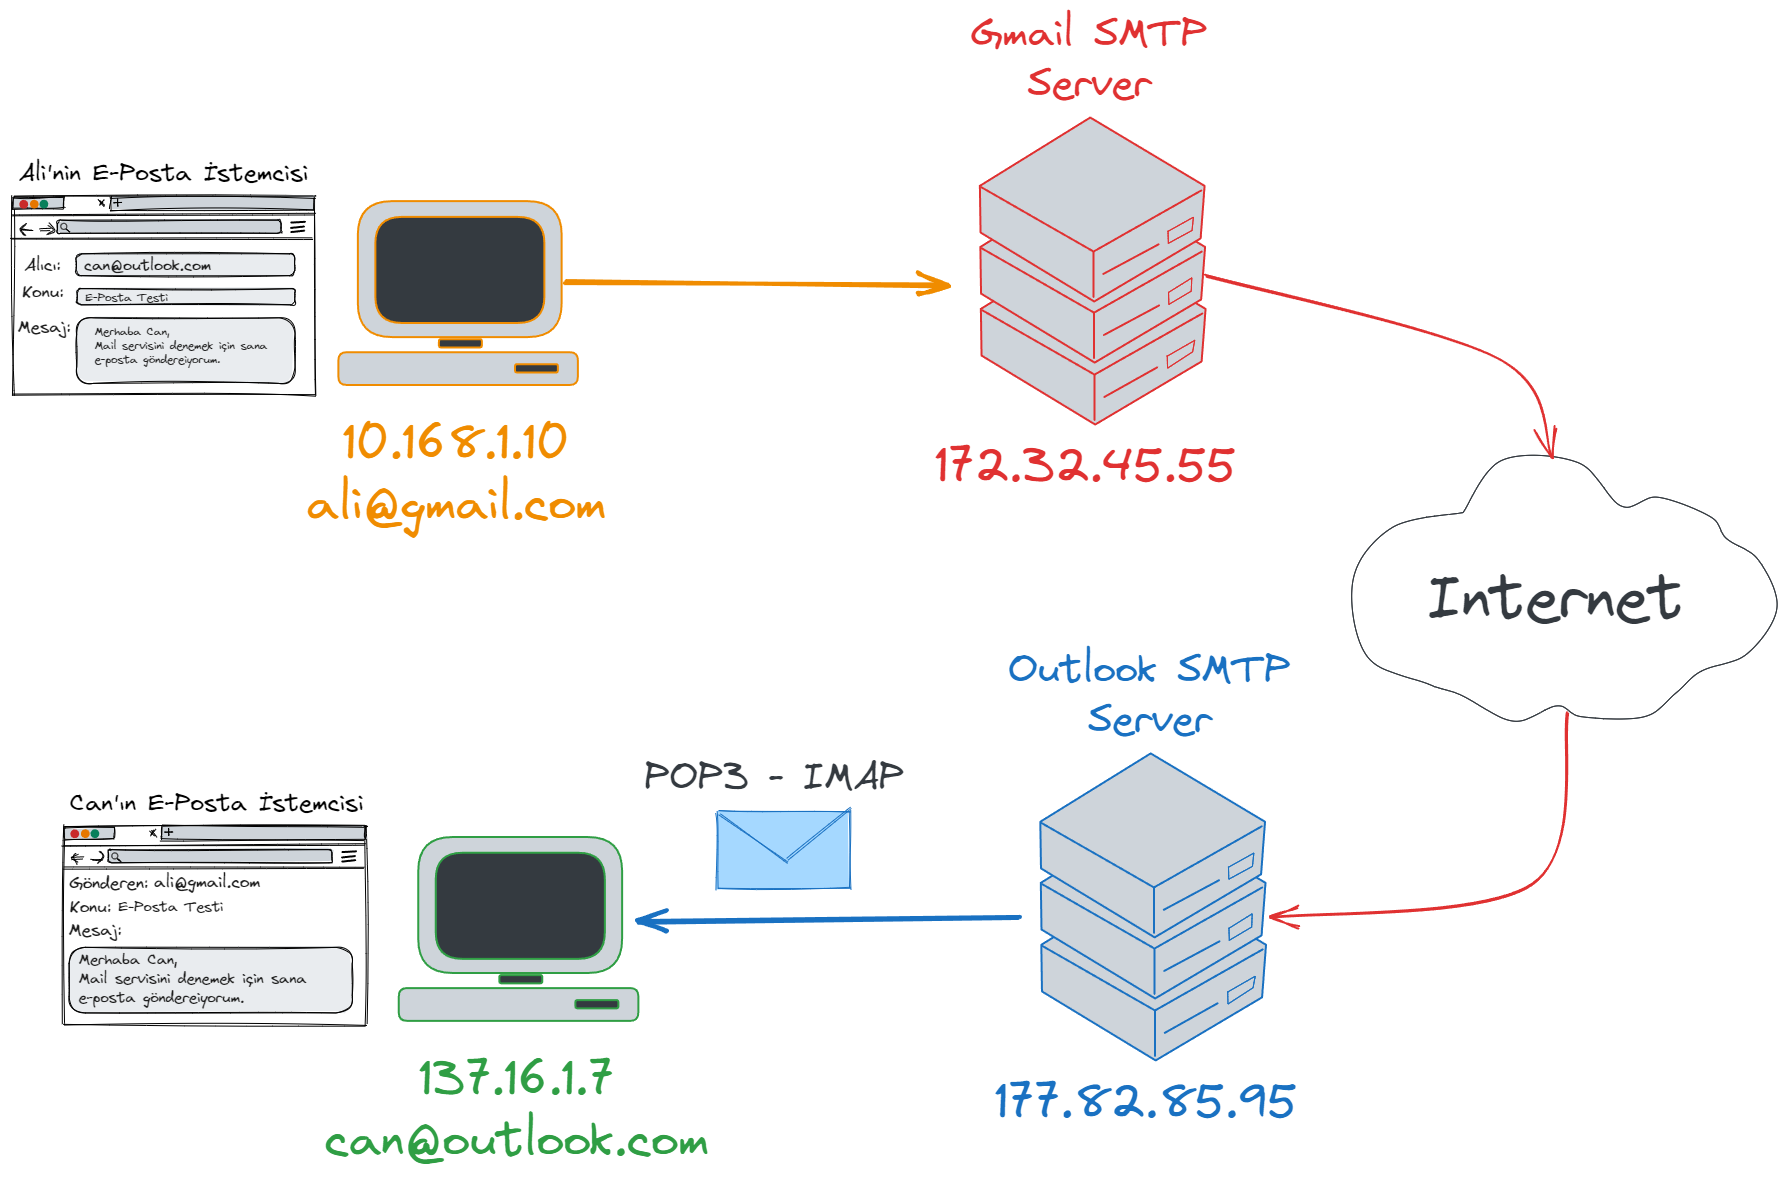 Gmail SMTP
Server
Ali'nin E-Posta İstemcisi
Alıcı: can@outlook.com
Konu: E-Posta Testi
Mesaj: Merhaba Can,
Mail servisini denemek için sana
e-posta göndereiyorum.
10.168.1.10
ali@gmail.com
172.32.45.55
Internet
Outlook SMTP
Server
POP3 - IMAP
Can'ın E-Posta İstemcisi
Gönderen: ali@gmail.com
Konu: E-Posta Testi
Mesaj:
Merhaba Can,
Mail servisini denemek için sana
e-posta göndereiyorum.
137.16.1.7
can@outlook.com
177.82.85.95